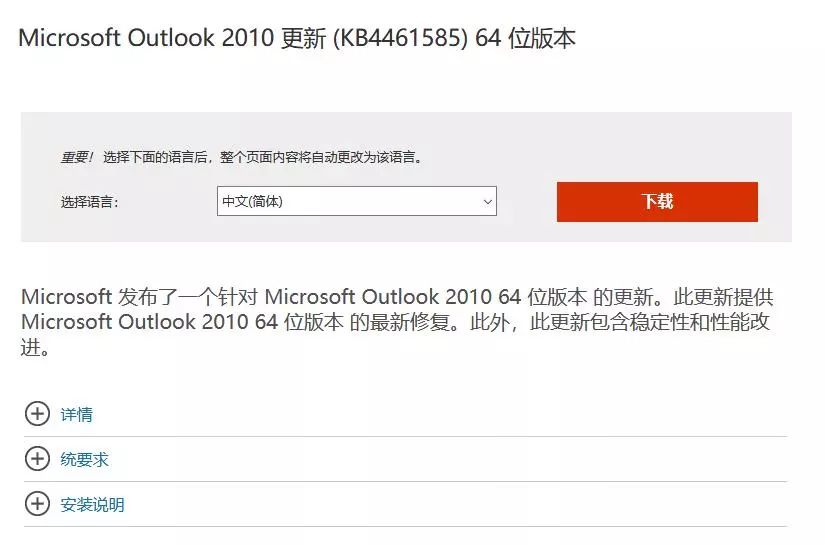 Microsoft Outlook 2010 更新 (KB4461585) 64 位版本
重要！选择下面的语言后，整个页面内容将自动更改为该语言。
选择语言: 中文(简体) 下载
Microsoft 发布了一个针对 Microsoft Outlook 2010 64 位版本 的更新。此更新提供
Microsoft Outlook 2010 64 位版本 的最新修复。此外，此更新包含稳定性和性能改
进。
详情
统要求
安装说明